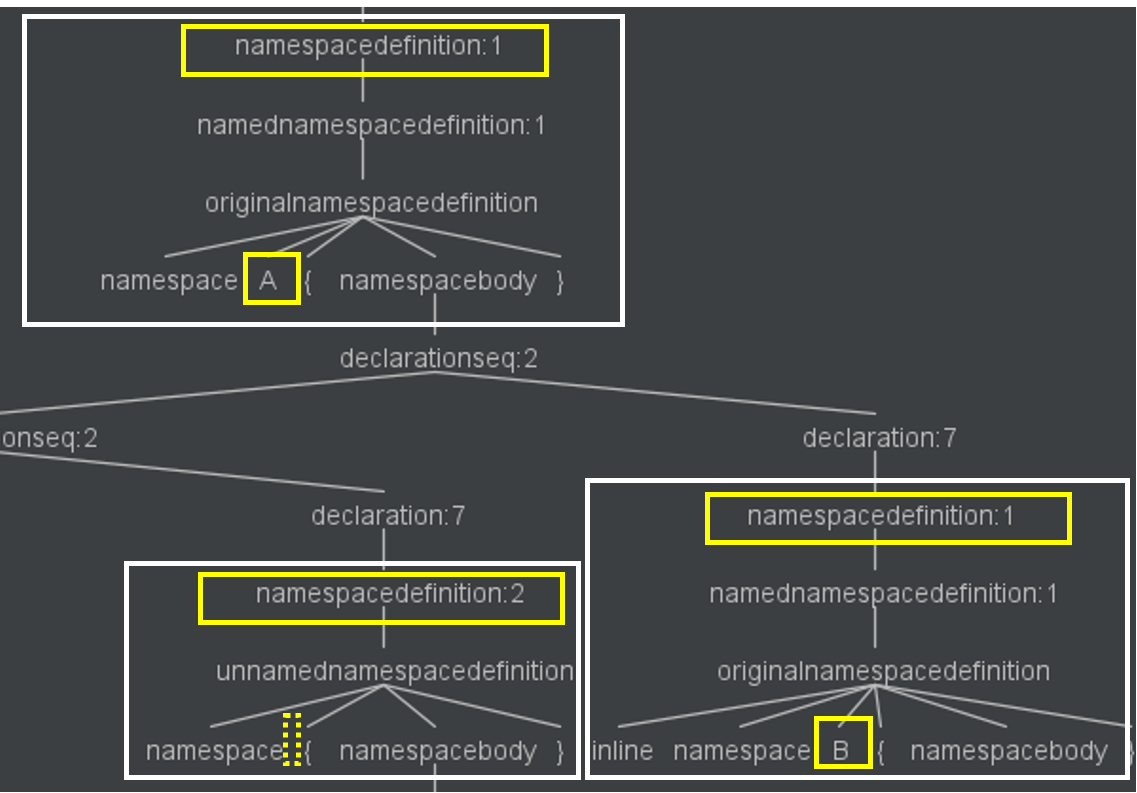 namespacedefinition:1
namednamespacedefinition:1
originalnamespacedefinition
namespace A { namespacebody }
declarationseq:2
onseq:2 declaration:7
declaration:7 namespacedefinition:1
namespacedefinition:2 namednamespacedefinition:1
unnamednamespacedefinition originalnamespacedefinition
namespace { namespacebody } inline namespace B { namespacebody }